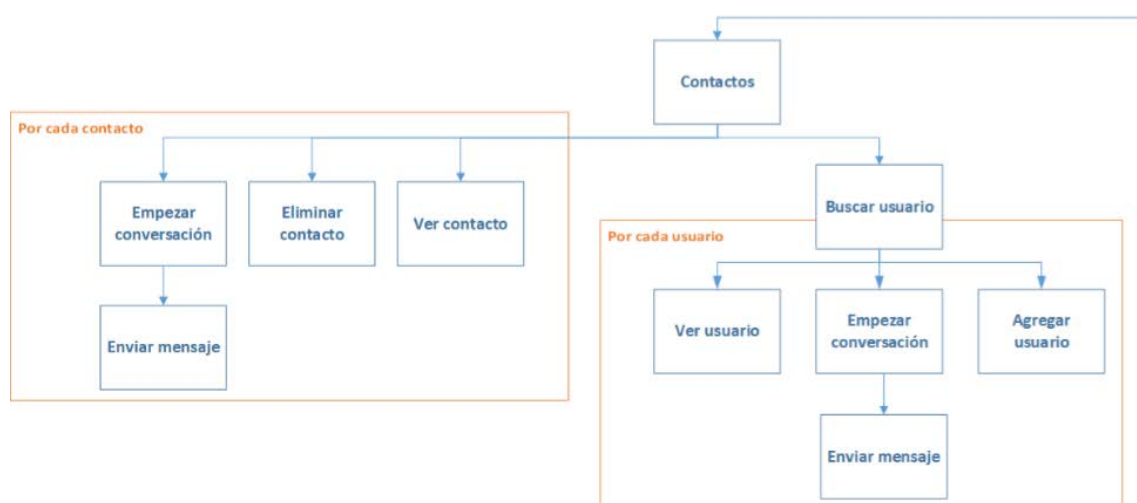 Contactos
Por cada contacto
Empezar
conversación
Eliminar
contacto
Ver contacto
Enviar mensaje
Buscar usuario
Por cada usuario
Ver usuario
Empezar
conversación
Agregar
usuario
Enviar mensaje